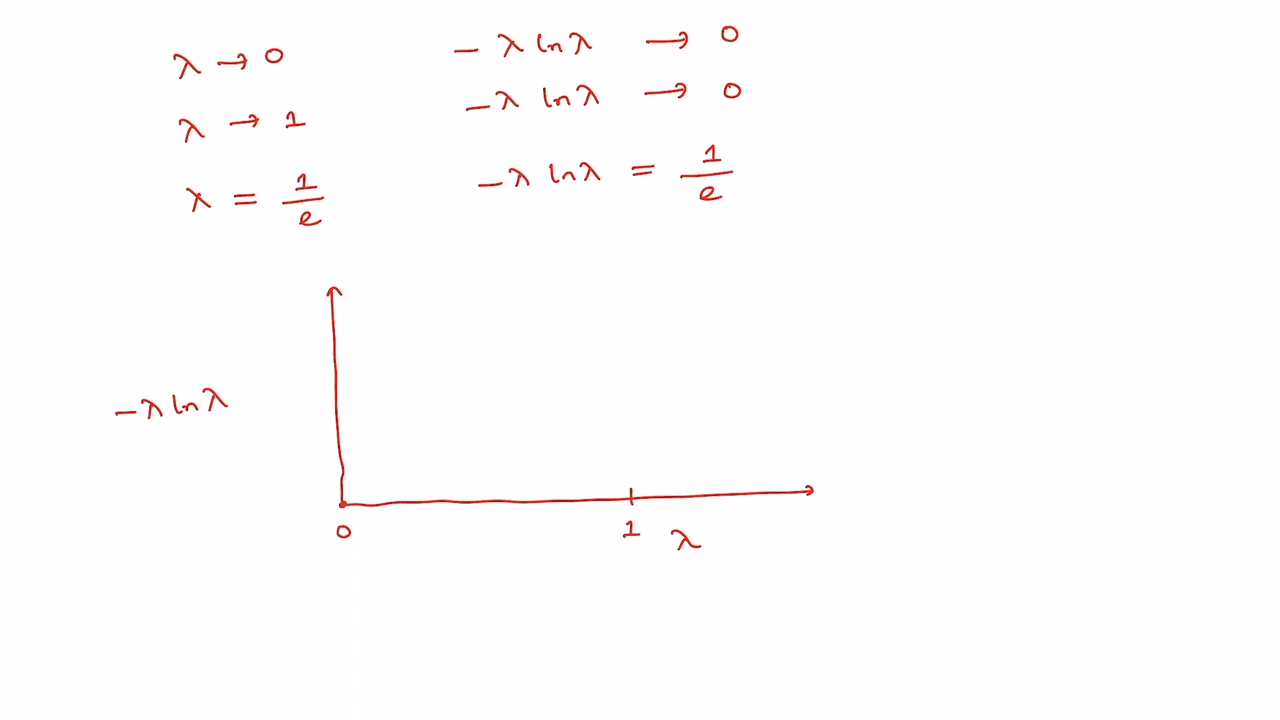 λ → 0 - λ ln λ → 0
λ → 1 - λ ln λ → 0
λ = 1/e - λ ln λ = 1/e
- λ ln λ
0 1 λ